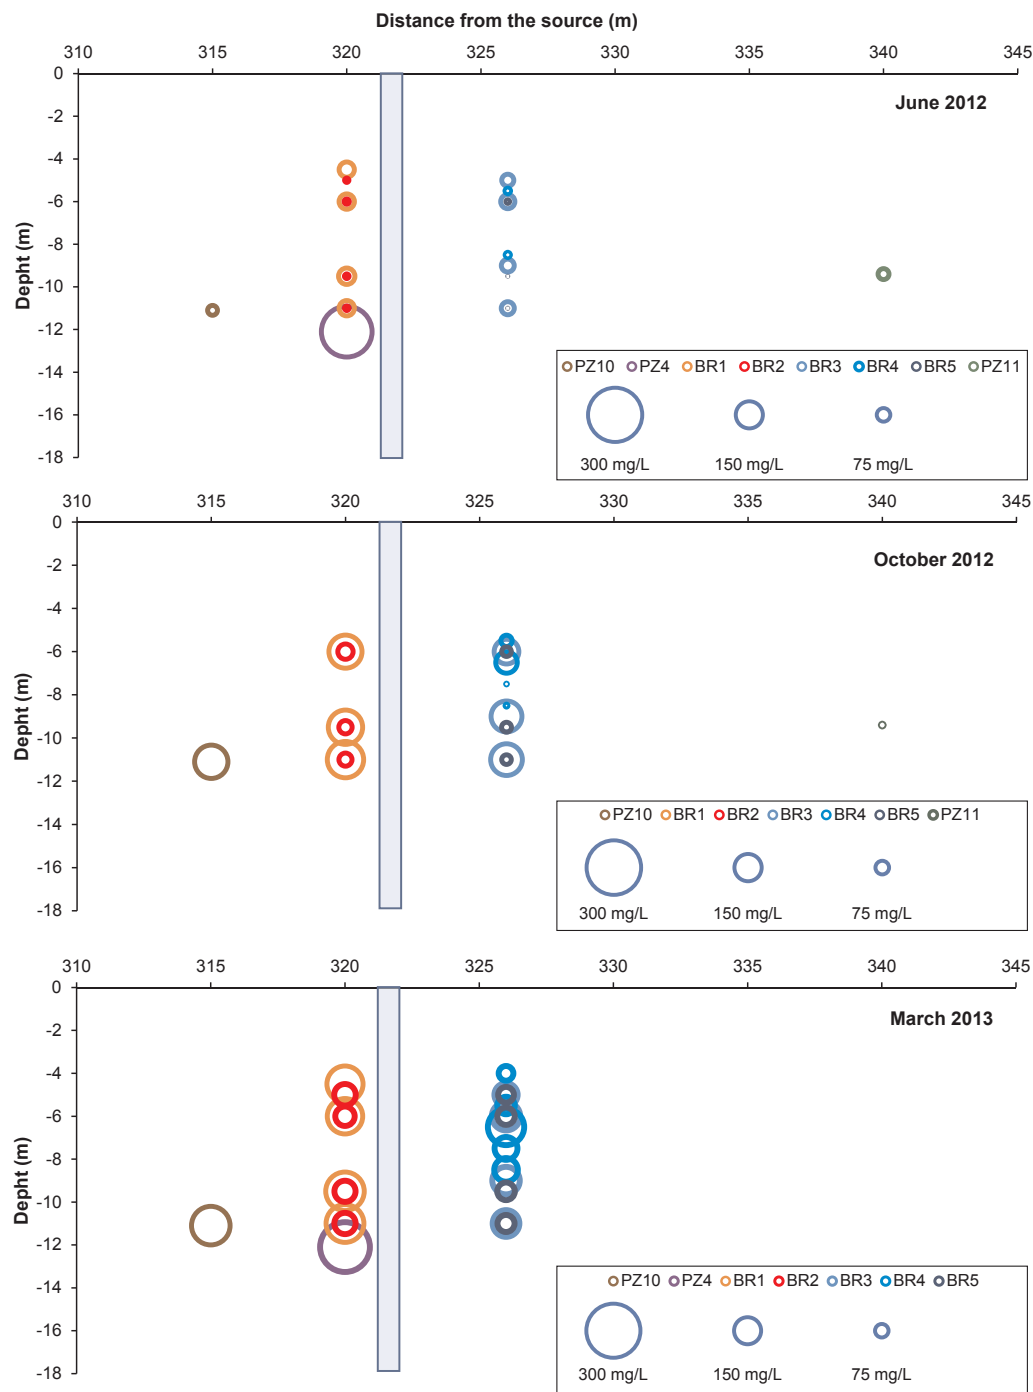 Distance from the source (m)
310 315 320 325 330 335 340 345
June 2012
0
-2
-4
-6
-8
-10
-12
-14
-16
-18
Depht (m)
PZ10 PZ4 BR1 BR2 BR3 BR4 BR5 PZ11
300 mg/L 150 mg/L 75 mg/L
310 315 320 325 330 335 340 345
October 2012
0
-2
-4
-6
-8
-10
-12
-14
-16
-18
Depht (m)
PZ10 BR1 BR2 BR3 BR4 BR5 PZ11
300 mg/L 150 mg/L 75 mg/L
310 315 320 325 330 335 340 345
March 2013
0
-2
-4
-6
-8
-10
-12
-14
-16
-18
Depht (m)
PZ10 PZ4 BR1 BR2 BR3 BR4 BR5
300 mg/L 150 mg/L 75 mg/L